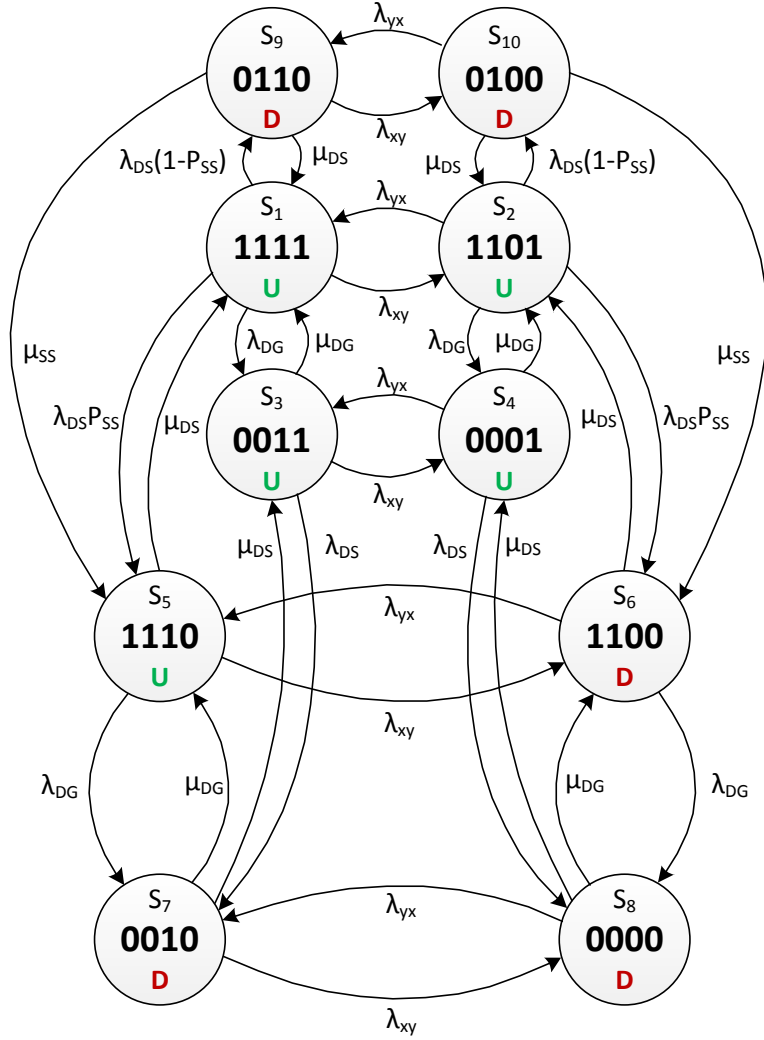 λyx
S9
0110
D
S10
0100
D
λxy
λDS(1-PSS)
μDS
μDS
λDS(1-PSS)
λyx
S1
1111
U
S2
1101
U
λxy
μSS
λDG
μDG
λDG
μDG
μSS
λyx
λDSPSS
μDS
S3
0011
U
S4
0001
U
μDS
λDSPSS
λxy
μDS
λDS
λDS
μDS
S5
1110
U
λyx
S6
1100
D
λxy
λDG
μDG
μDG
λDG
S7
0010
D
λyx
S8
0000
D
λxy